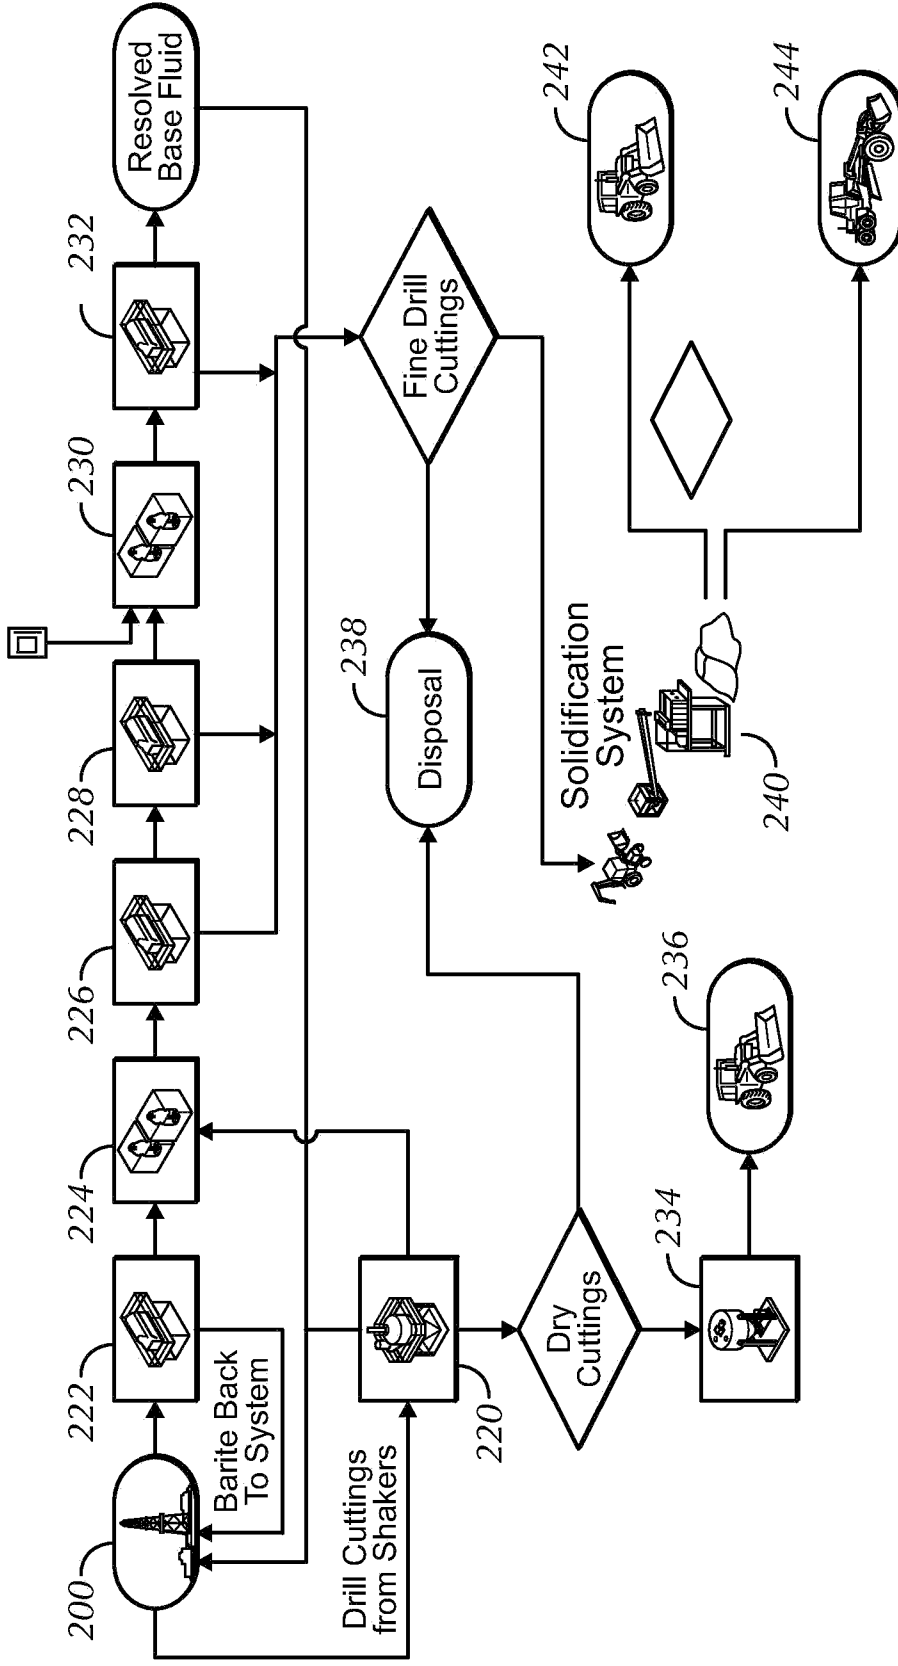 200
222
224
226
228
230
232
Resolved
Base Fluid
Barite Back
To System
Drill Cuttings
from Shakers
220
Fine Drill
Cuttings
Disposal
238
Dry
Cuttings
234
236
Solidification
System
240
242
244